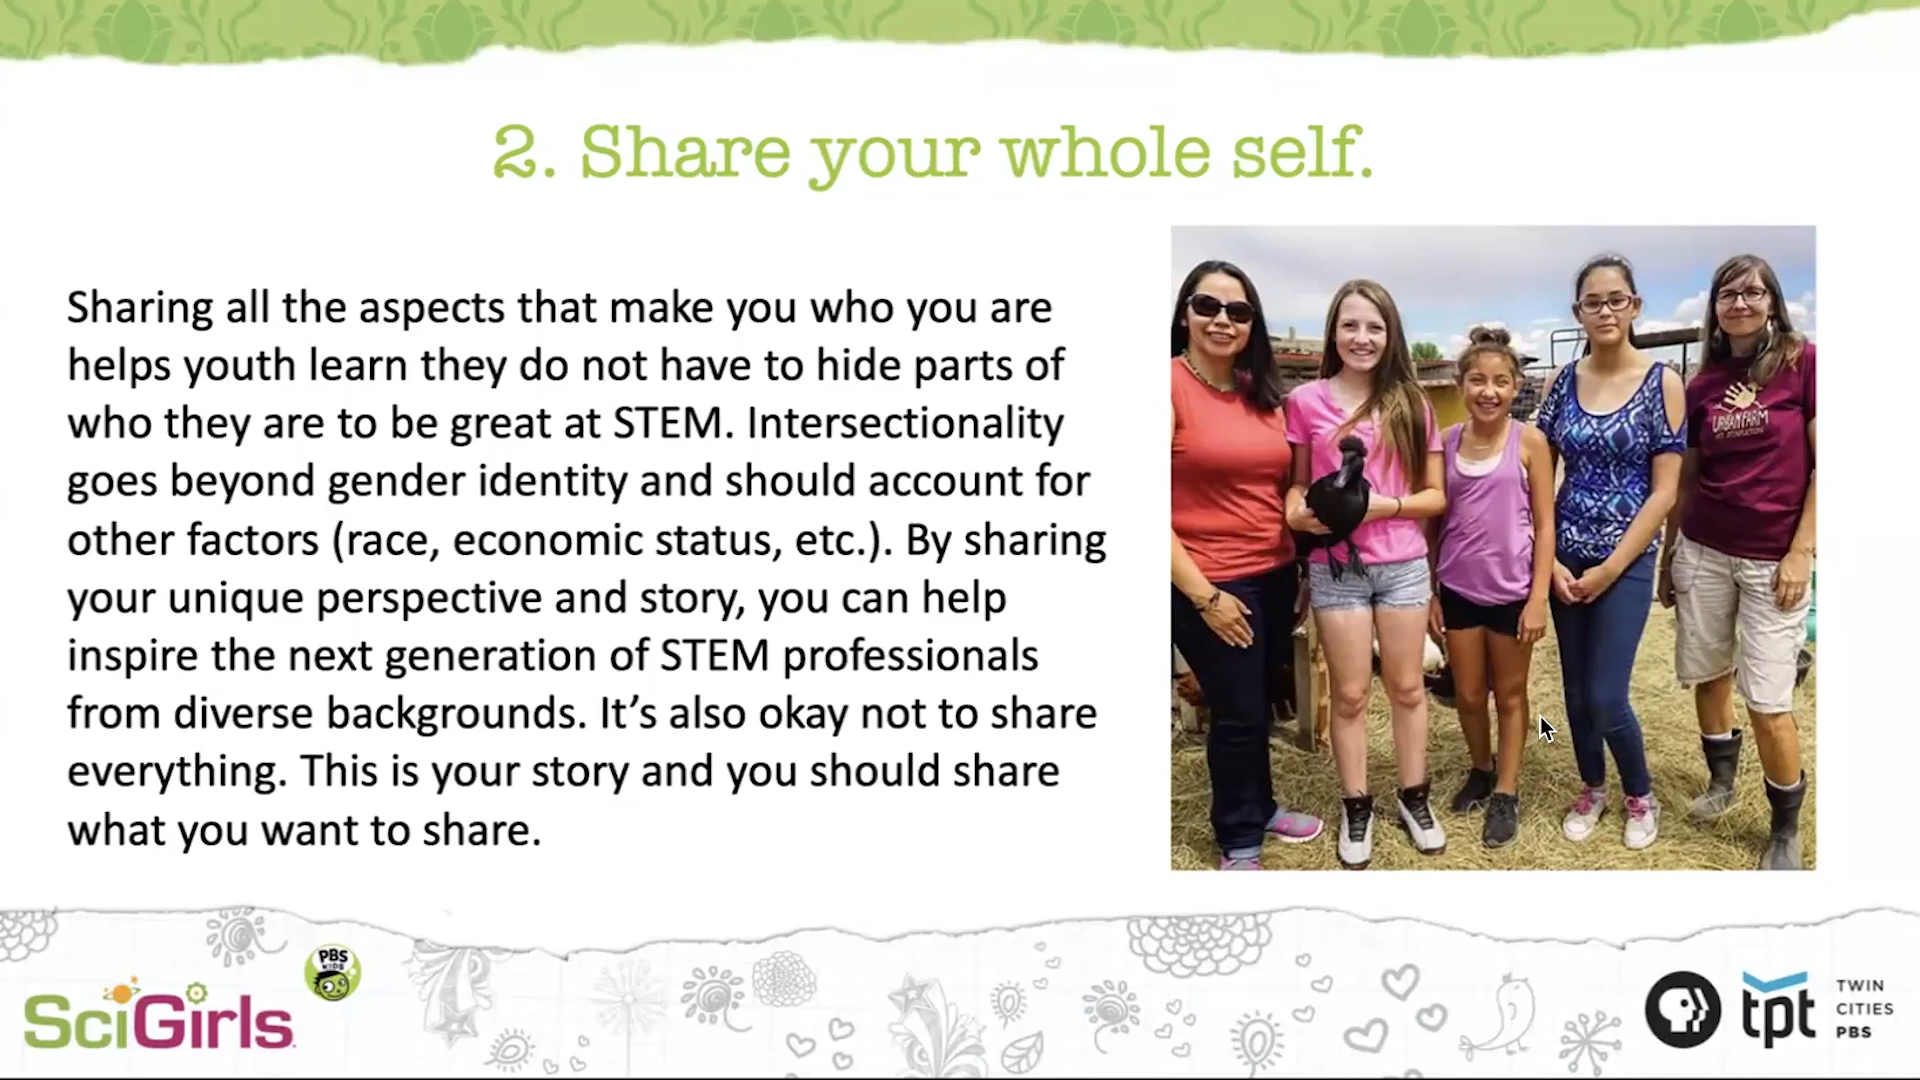 2. Share your whole self.
Sharing all the aspects that make you who you are
helps youth learn they do not have to hide parts of
who they are to be great at STEM. Intersectionality
goes beyond gender identity and should account for
other factors (race, economic status, etc.). By sharing
your unique perspective and story, you can help
inspire the next generation of STEM professionals
from diverse backgrounds. It’s also okay not to share
everything. This is your story and you should share
what you want to share.
URBAN FARM
AT STAPLETON
PBS
KIDS
SciGirls
tpt
TWIN
CITIES
PBS